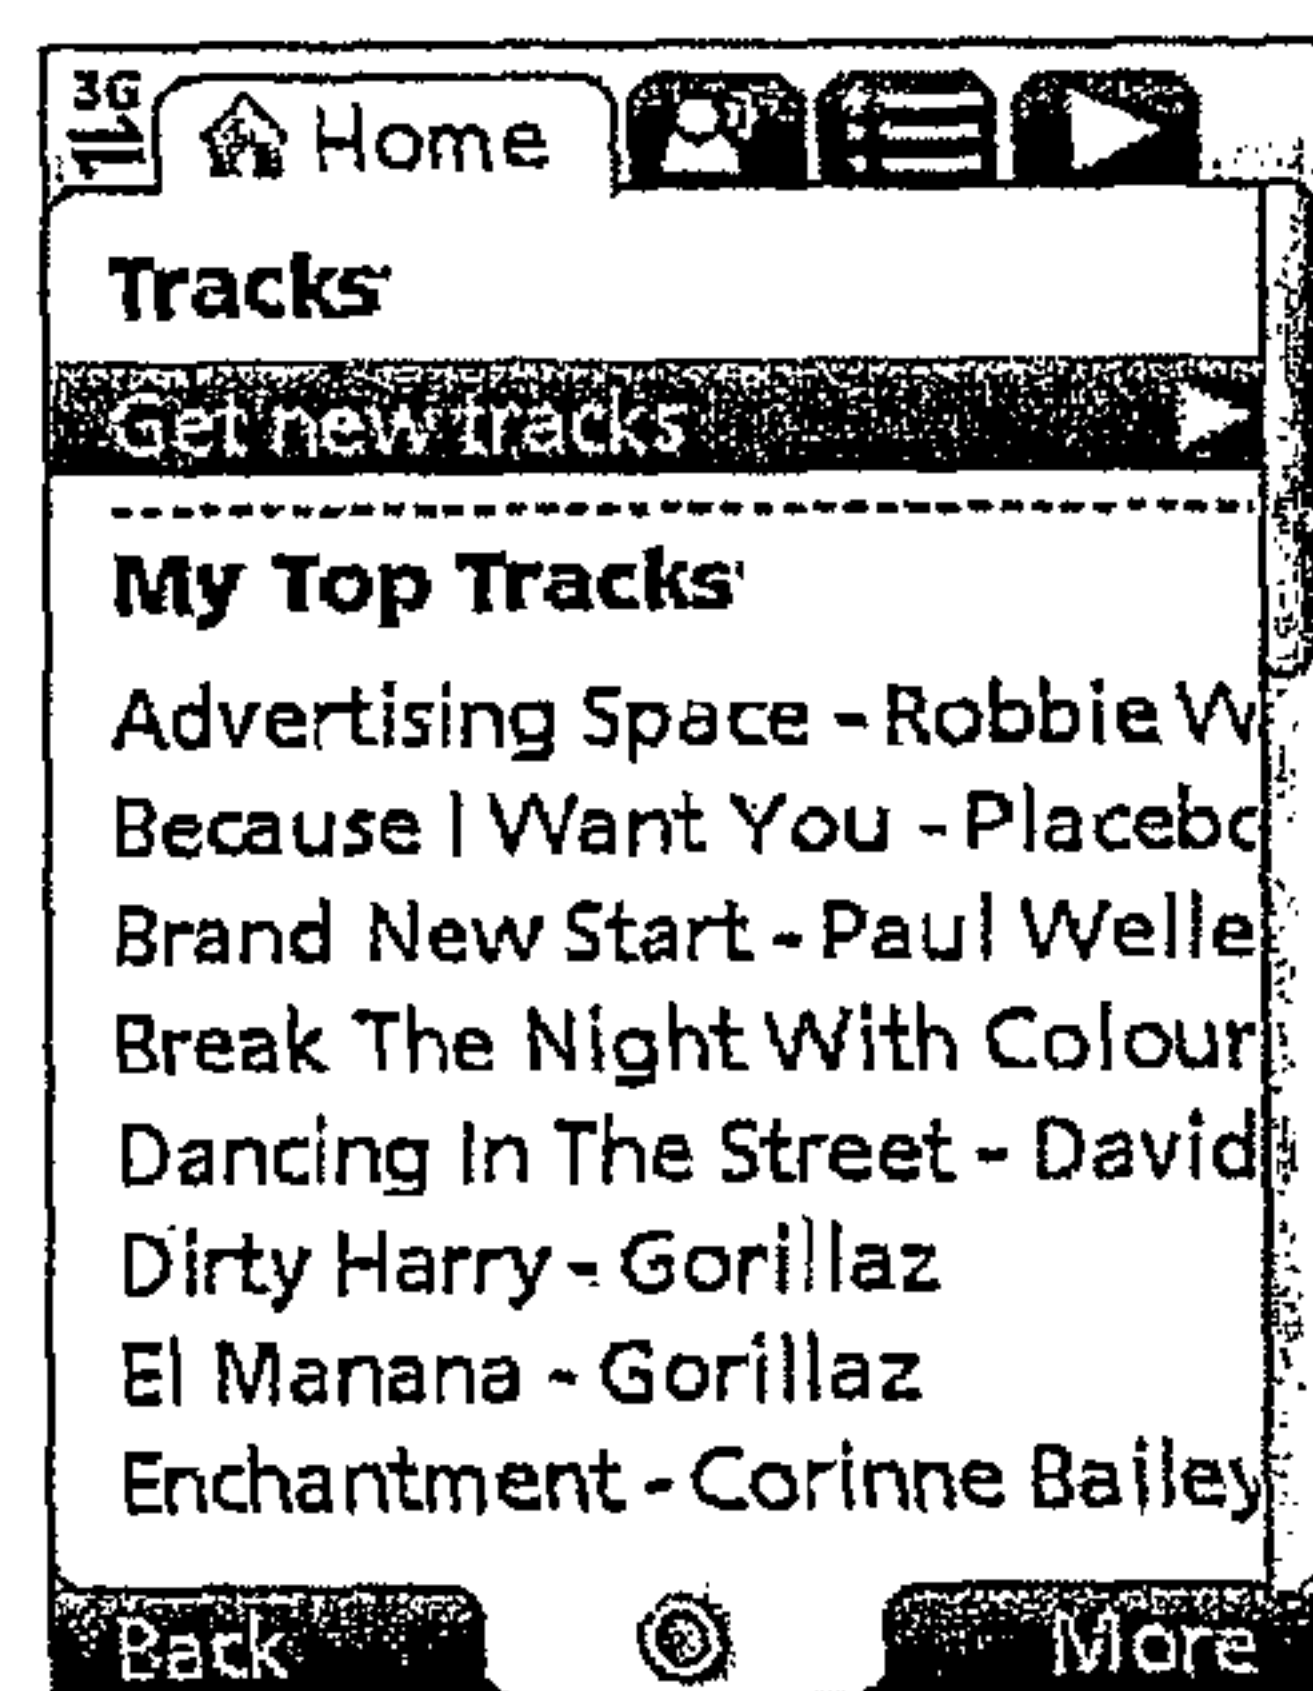 3G
Home
Tracks
Get new tracks
My Top Tracks
Advertising Space - Robbie W
Because I Want You - Placebo
Brand New Start - Paul Welle
Break The Night With Colour
Dancing In The Street - David
Dirty Harry - Gorillaz
El Manana - Gorillaz
Enchantment - Corinne Bailey
Back
More